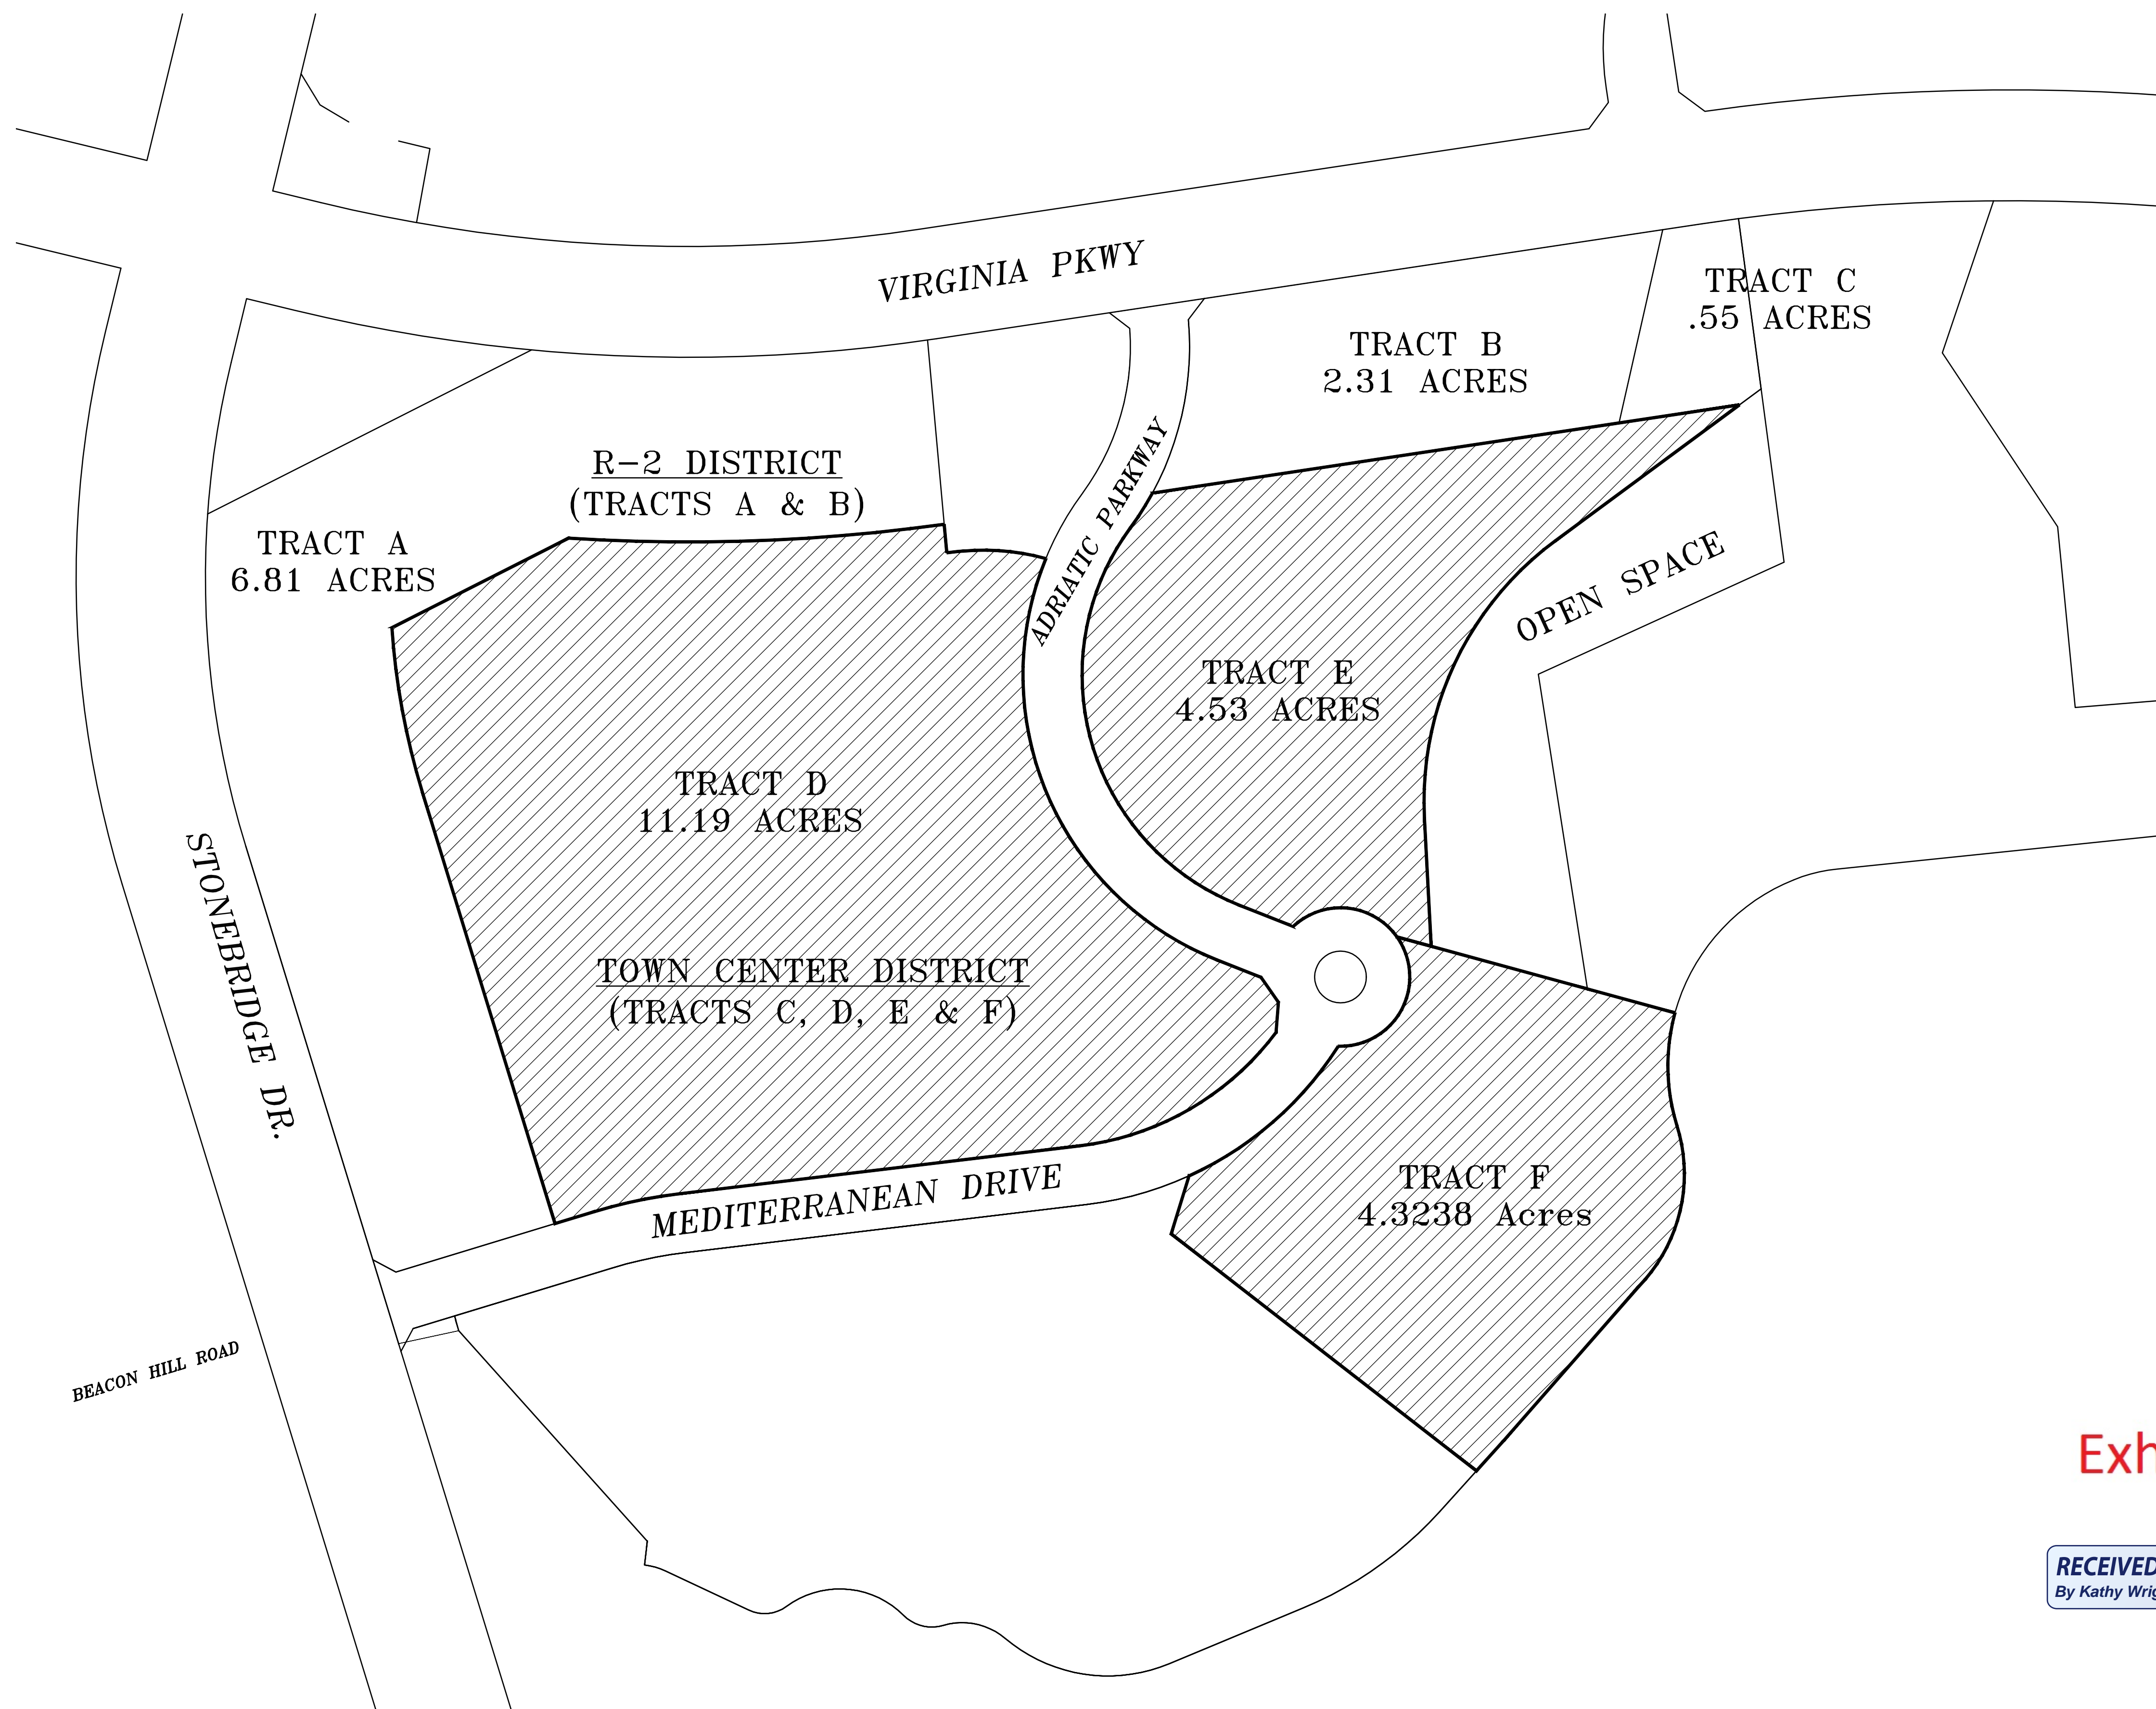 VIRGINIA PKWY
TRACT C
.55 ACRES
TRACT B
2.31 ACRES
R-2 DISTRICT
(TRACTS A & B)
TRACT A
6.81 ACRES
ADRIATIC PARKWAY
OPEN SPACE
TRACT E
4.53 ACRES
TRACT D
11.19 ACRES
STONEBRIDGE DR.
TOWN CENTER DISTRICT
(TRACTS C, D, E & F)
MEDITERRANEAN DRIVE
TRACT F
4.3238 Acres
BEACON HILL ROAD
Exh
RECEIVED
By Kathy Wrig